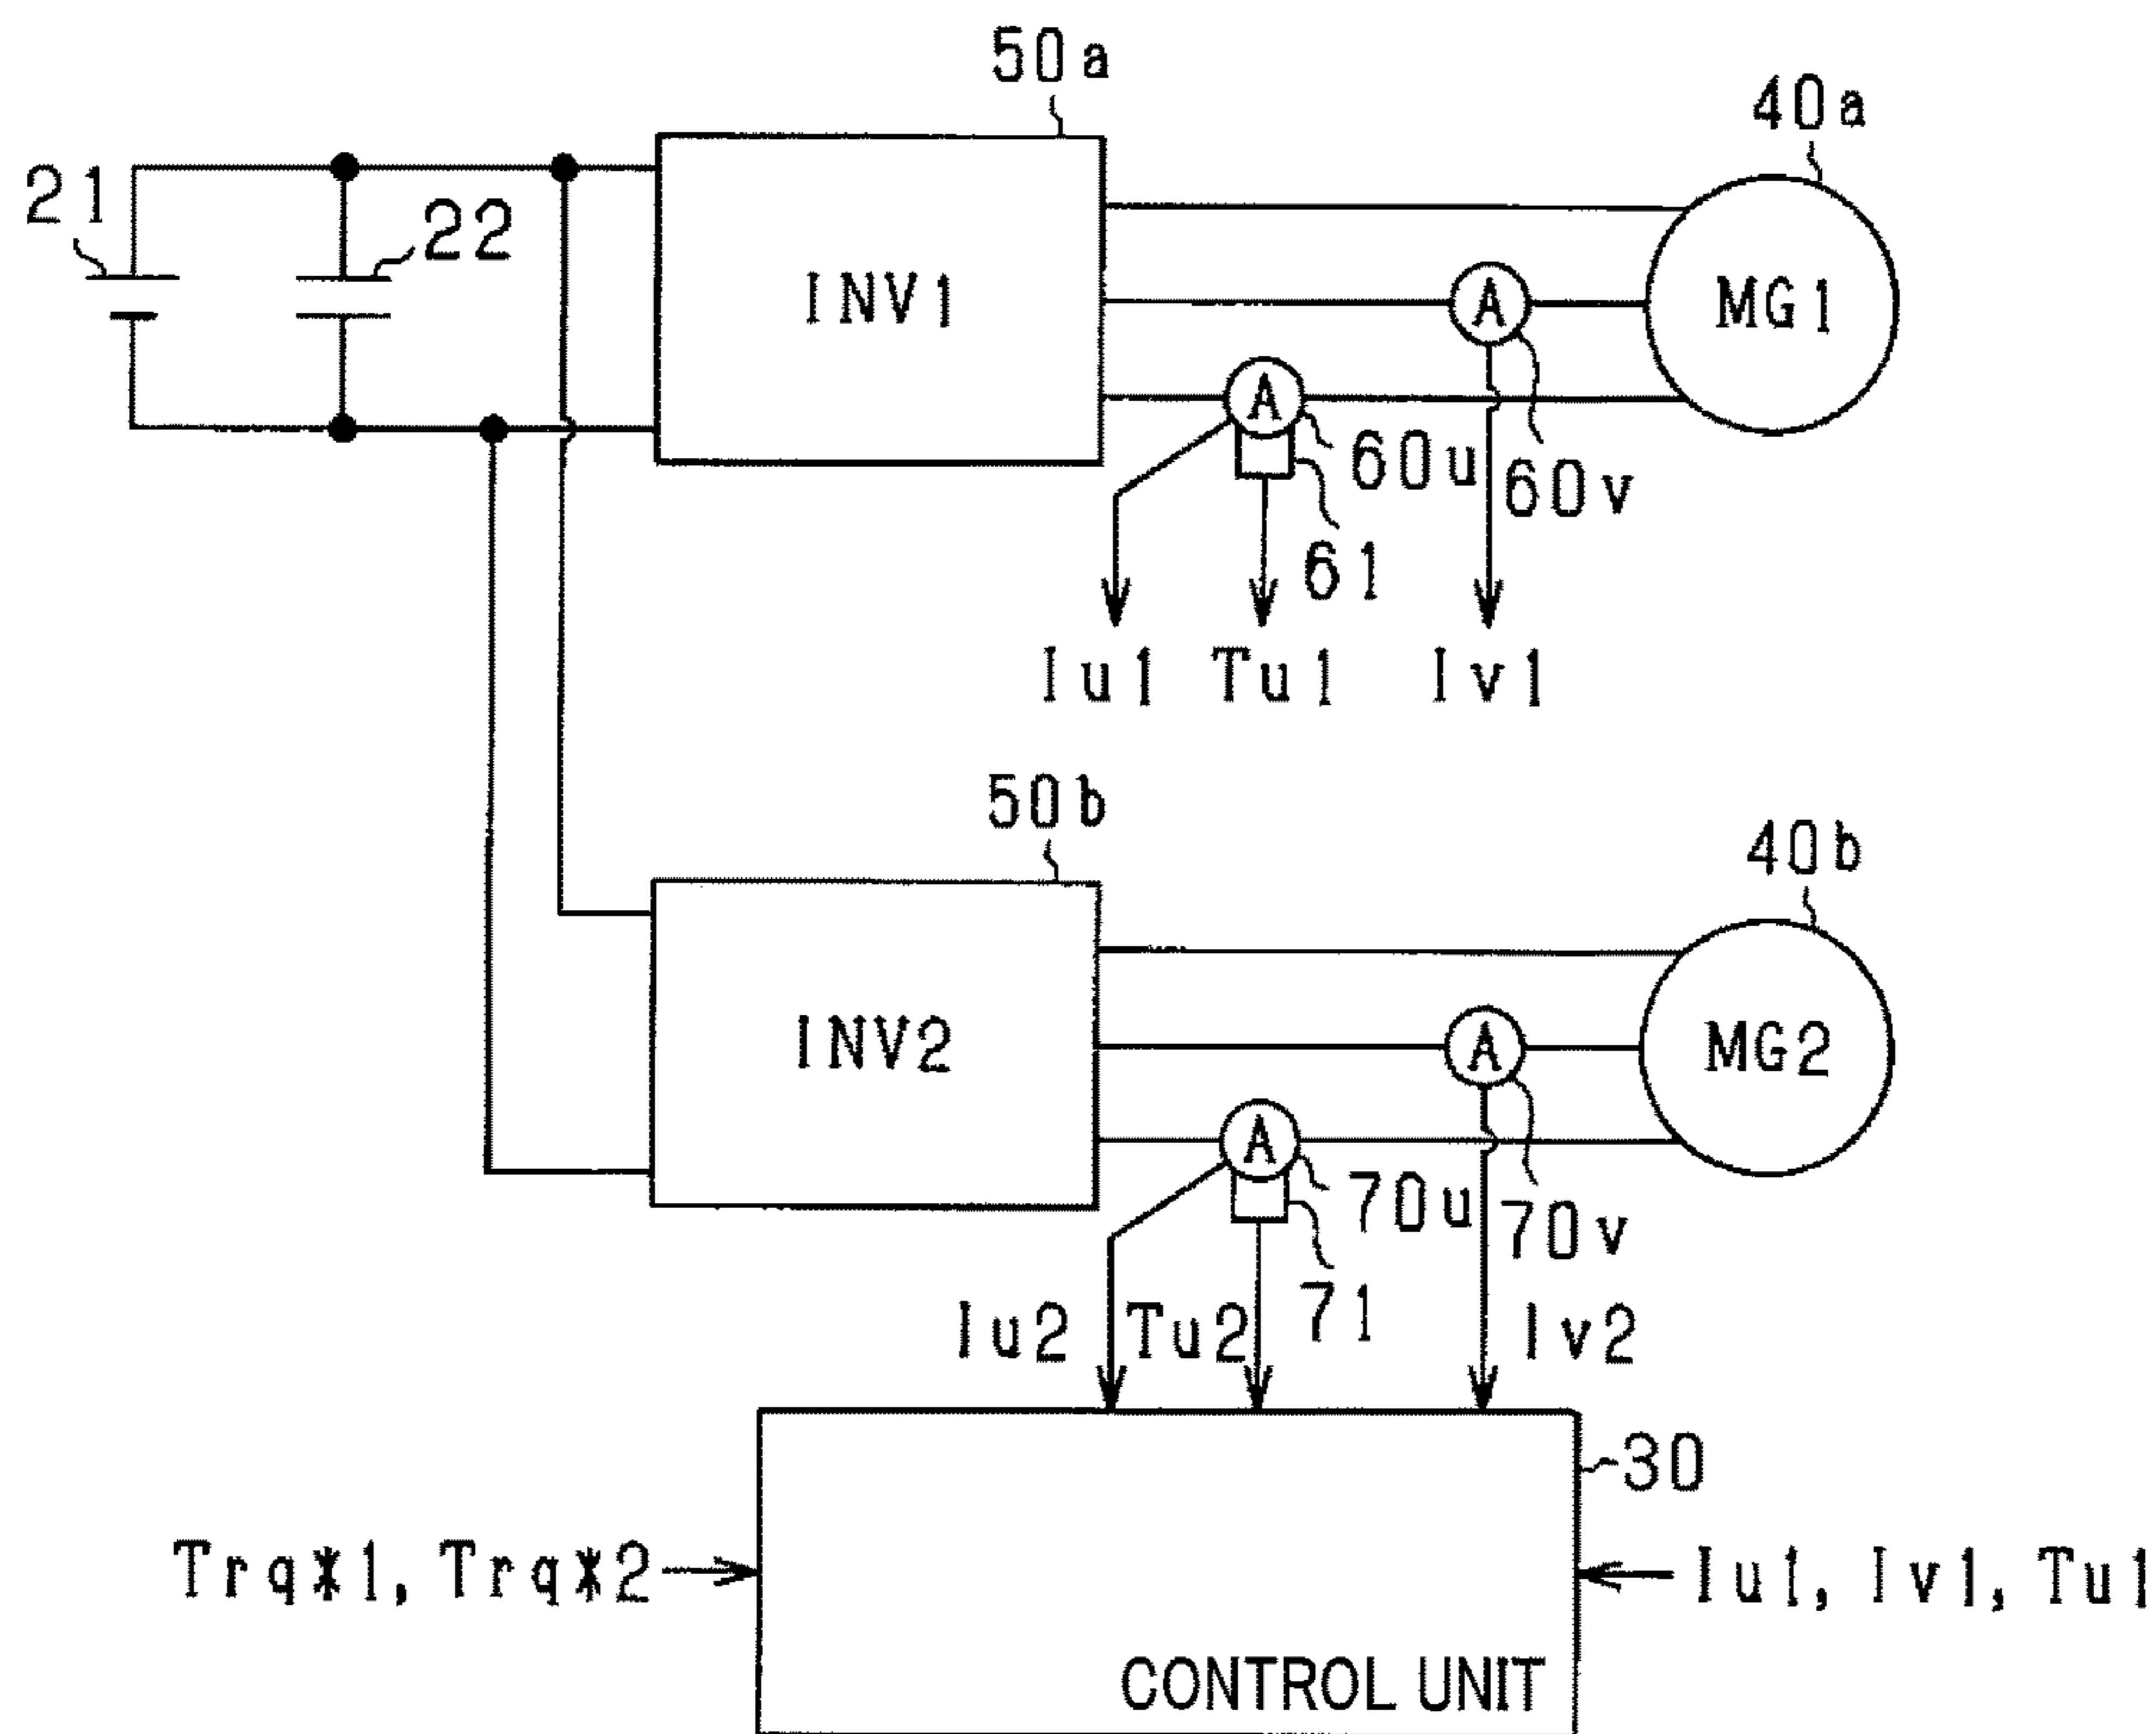 50a
40a
21
22
INV1
A
MG1
A
60u
60v
61
Iu1
Tu1
Iv1
50b
40b
INV2
A
MG2
A
70u
70v
71
Iu2
Tu2
Iv2
30
Trq*1, Trq*2
Iu1, Iv1, Tu1
CONTROL UNIT